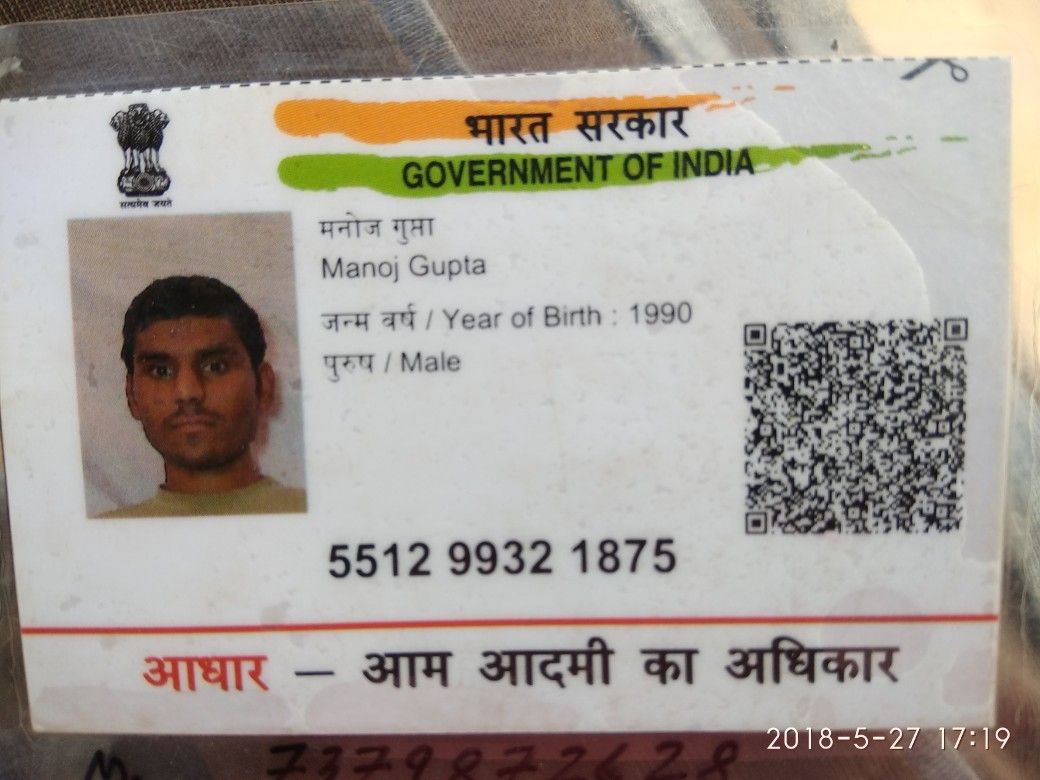 भारत सरकार
GOVERNMENT OF INDIA
सत्यमेव जयते
मनोज गुप्ता
Manoj Gupta
जन्म वर्ष / Year of Birth : 1990
पुरुष / Male
5512 9932 1875
आधार – आम आदमी का अधिकार
2018-5-27 17:19